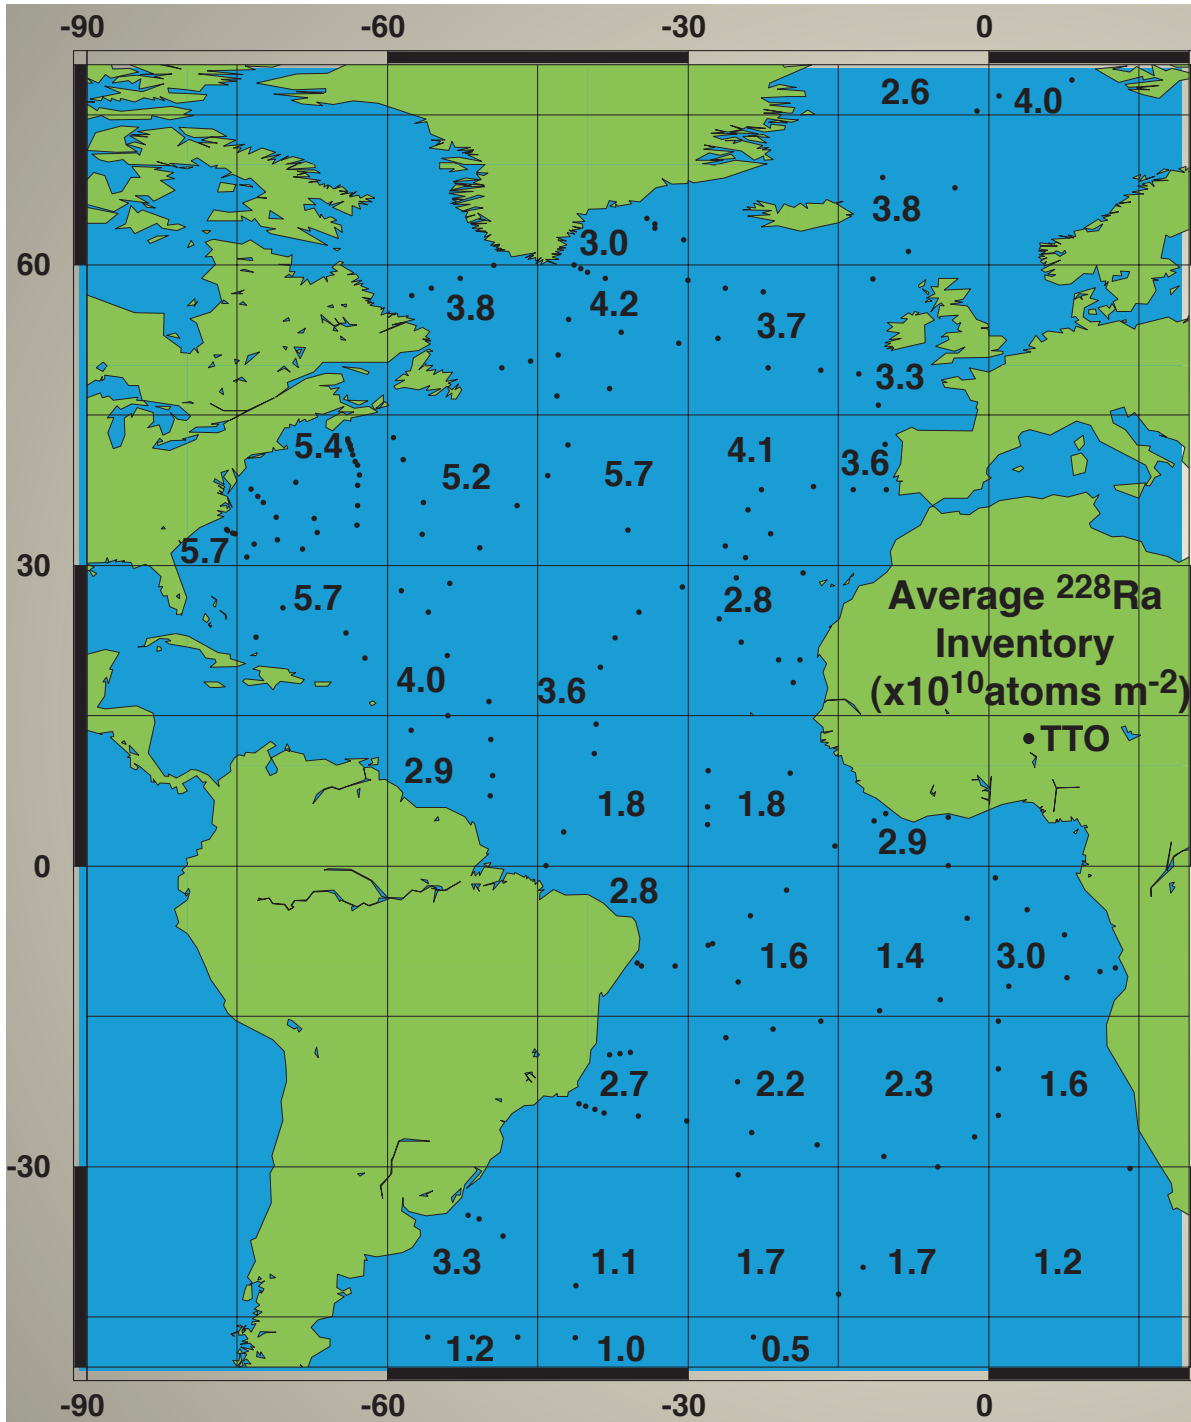 -90 -60 -30 0
2.6 4.0
3.8
3.0
60
3.8 4.2
3.7
3.3
5.4 5.2 5.7 4.1 3.6
5.7
30
5.7 2.8
Average ²²⁸Ra
Inventory
(x10¹⁰atoms m⁻²)
4.0 3.6
TTO
2.9
1.8 1.8
2.9
0
2.8
1.6 1.4 3.0
2.7 2.2 2.3 1.6
-30
3.3 1.1 1.7 1.7 1.2
1.2 1.0 0.5
-90 -60 -30 0